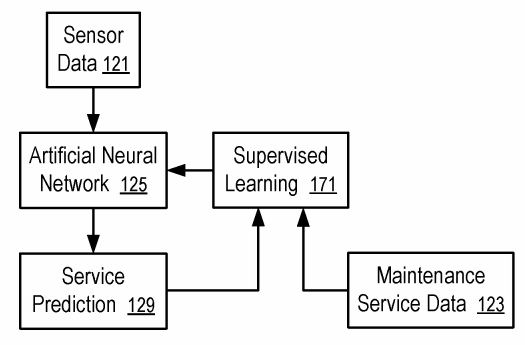 Sensor
Data 121
Artificial Neural
Network 125
Supervised
Learning 171
Service
Prediction 129
Maintenance
Service Data 123